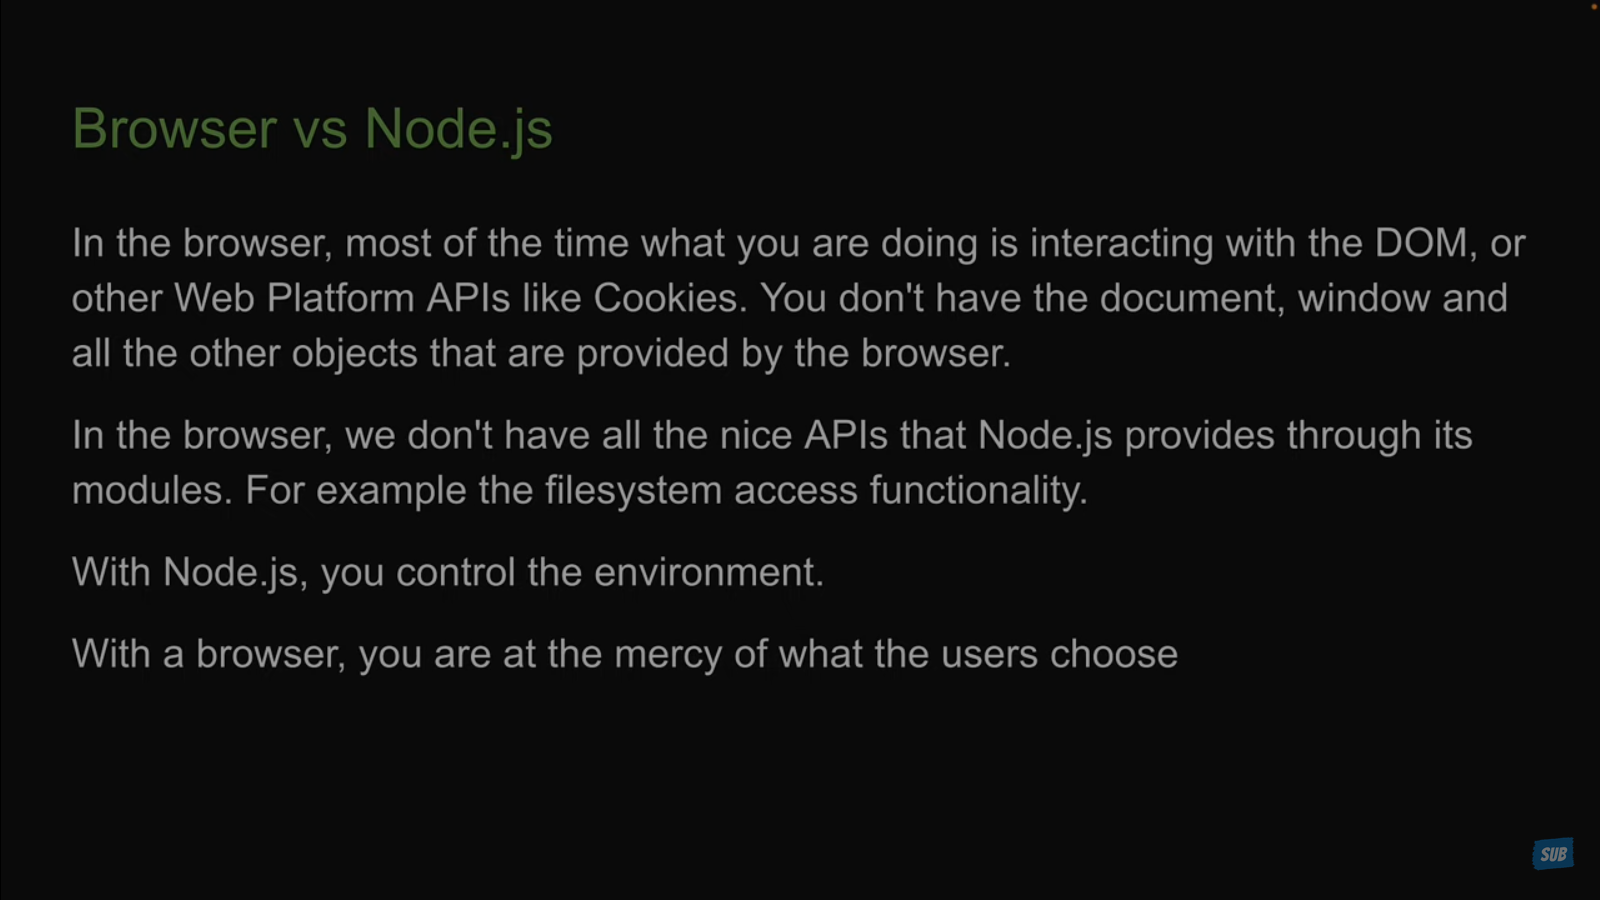 Browser vs Node.js
In the browser, most of the time what you are doing is interacting with the DOM, or
other Web Platform APIs like Cookies. You don't have the document, window and
all the other objects that are provided by the browser.
In the browser, we don't have all the nice APIs that Node.js provides through its
modules. For example the filesystem access functionality.
With Node.js, you control the environment.
With a browser, you are at the mercy of what the users choose
SUB